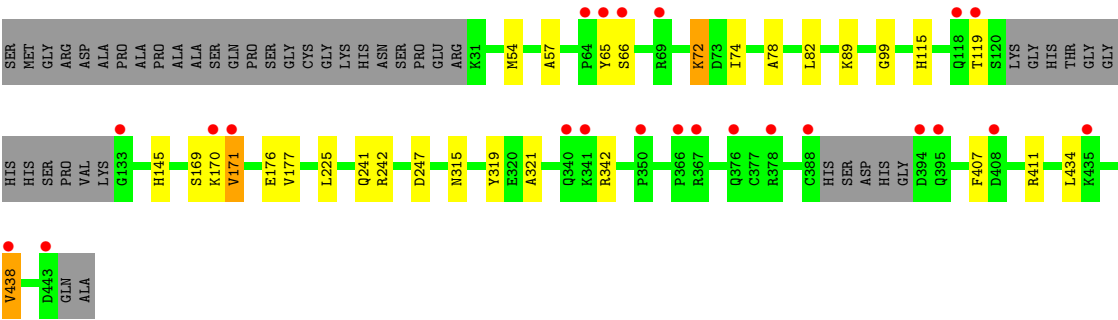 SER MET GLY ARG ASP ALA PRO ALA PRO ALA ALA SER GLN PRO SER GLY CYS GLY LYS HIS ASN SER PRO GLU ARG K31 M54 A57 P64 Y65 S66 R69 K72 D73 I74 A78 L82 K89 G99 H115 Q118 T119 S120 LYS GLY HIS THR GLY GLY
HIS HIS SER PRO VAL LYS G133 H145 S169 K170 V171 E176 V177 L225 Q241 R242 D247 N315 Y319 E320 A321 Q340 K341 R342 P350 P366 R367 Q376 C377 R378 C388 HIS SER ASP HIS GLY D394 Q395 F407 D408 R411 L434 K435
V438 D443 GLN ALA